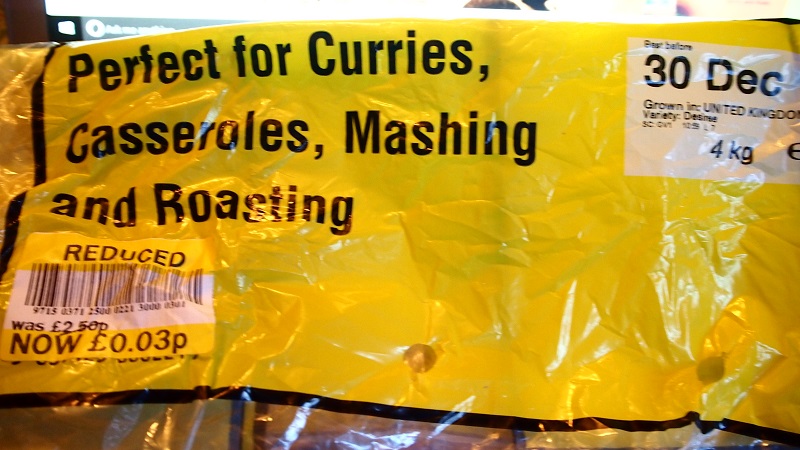 Perfect for Curries,
Casseroles, Mashing
and Roasting
Best before
30 Dec
Grown in: UNITED KINGDOM
Variety: Desiree
4 kg e
REDUCED
was £2.50p
NOW £0.03p